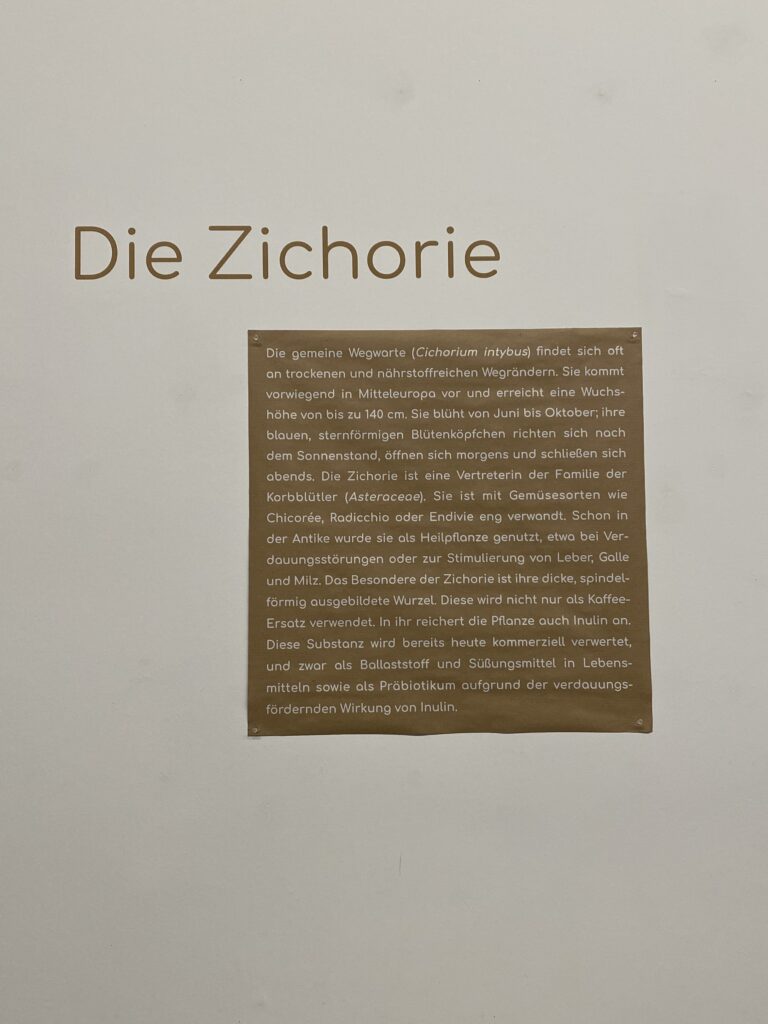 Die Zichorie
Die gemeine Wegwarte (Cichorium intybus) findet sich oft
an trockenen und nährstoffreichen Wegrändern. Sie kommt
vorwiegend in Mitteleuropa vor und erreicht eine Wuchs-
höhe von bis zu 140 cm. Sie blüht von Juni bis Oktober; ihre
blauen, sternförmigen Blütenköpfchen richten sich nach
dem Sonnenstand, öffnen sich morgens und schließen sich
abends. Die Zichorie ist eine Vertreterin der Familie der
Korbblütler (Asteraceae). Sie ist mit Gemüsesorten wie
Chicorée, Radicchio oder Endivie eng verwandt. Schon in
der Antike wurde sie als Heilpflanze genutzt, etwa bei Ver-
dauungsstörungen oder zur Stimulierung von Leber, Galle
und Milz. Das Besondere der Zichorie ist ihre dicke, spindel-
förmig ausgebildete Wurzel. Diese wird nicht nur als Kaffee-
Ersatz verwendet. In ihr reichert die Pflanze auch Inulin an.
Diese Substanz wird bereits heute kommerziell verwertet,
und zwar als Ballaststoff und Süßungsmittel in Lebens-
mitteln sowie als Präbiotikum aufgrund der verdauungs-
fördernden Wirkung von Inulin.